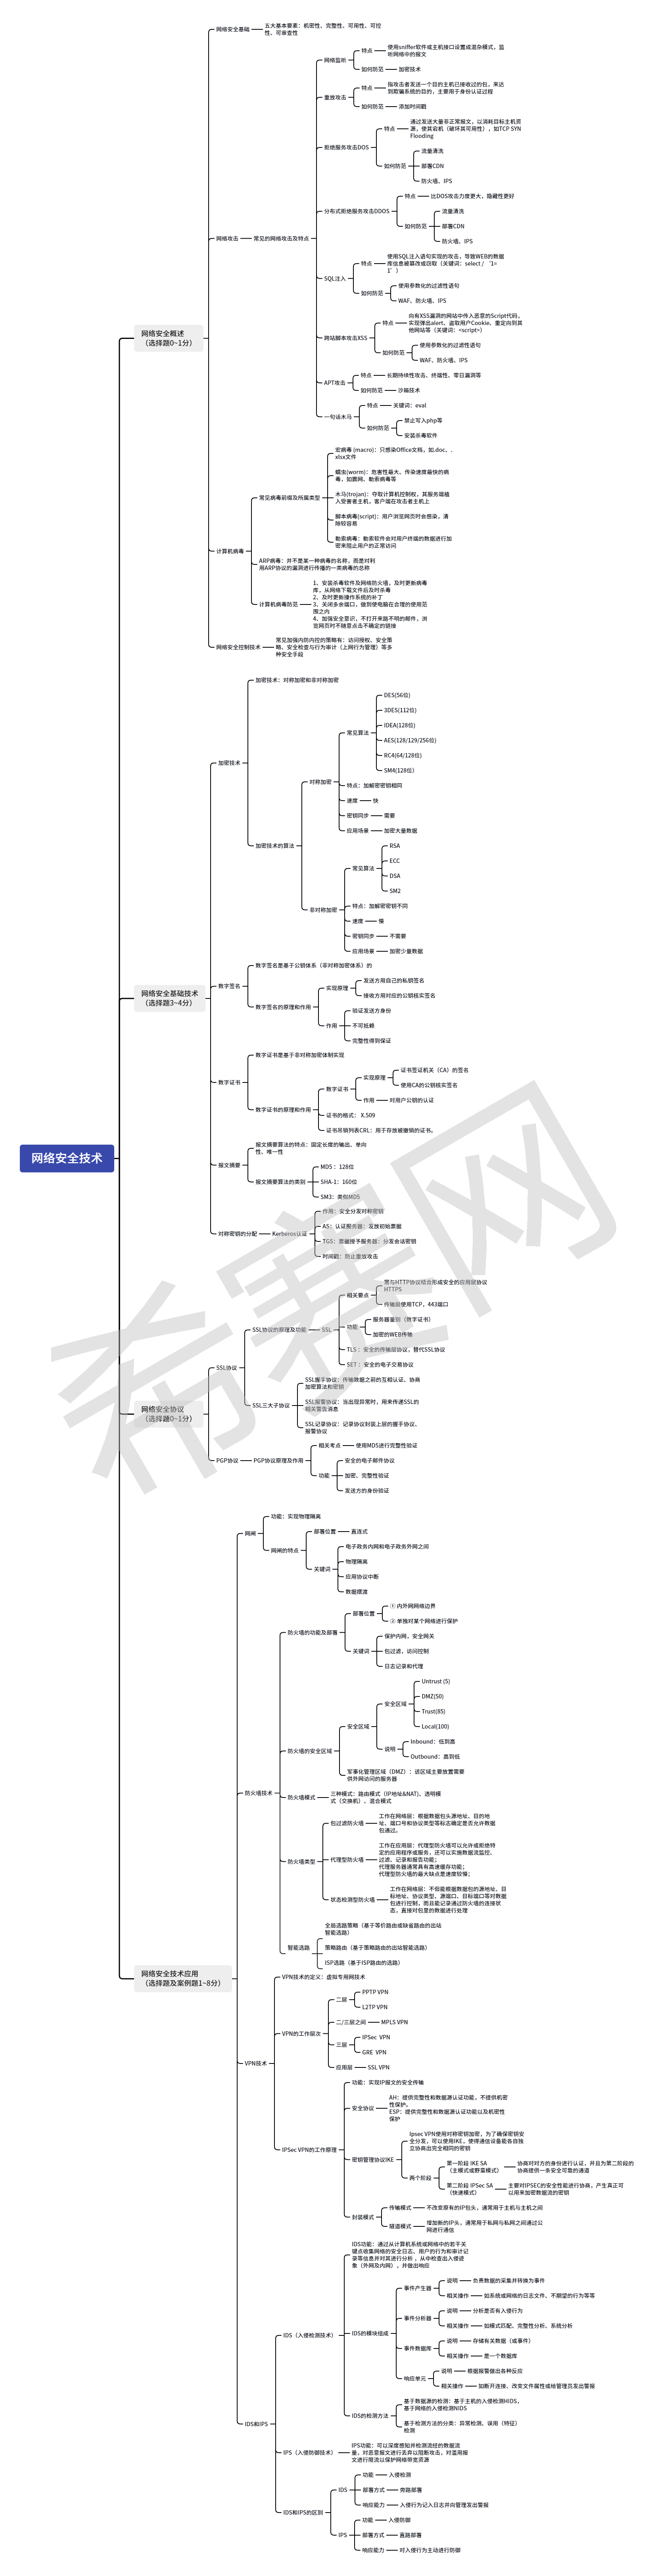 网络安全技术
网络安全概述
（选择题0~1分）
网络安全基础
五大基本要素：机密性、完整性、可用性、可控
性、可审查性
网络攻击
常见的网络攻击及特点
网络监听
特点
使用sniffer软件或主机接口设置成混杂模式，监
听网络中的报文
如何防范
加密技术
重放攻击
特点
指攻击者发送一个目的主机已接收过的包，来达
到欺骗系统的目的，主要用于身份认证过程
如何防范
添加时间戳
拒绝服务攻击DOS
特点
通过发送大量非正常报文，以消耗目标主机资
源，使其宕机（破坏其可用性），如TCP SYN
Flooding
如何防范
流量清洗
部署CDN
防火墙、IPS
分布式拒绝服务攻击DDOS
特点
比DOS攻击力度更大，隐藏性更好
如何防范
流量清洗
部署CDN
防火墙、IPS
SQL注入
特点
使用SQL注入语句实现的攻击，导致WEB的数据
库信息被篡改或窃取（关键词：select / ‘1=
1’）
如何防范
使用参数化的过滤性语句
WAF、防火墙、IPS
跨站脚本攻击XSS
特点
向有XSS漏洞的网站中传入恶意的Script代码，
实现弹出alert、盗取用户Cookie、重定向到其
他网站等（关键词：<script>）
如何防范
使用参数化的过滤性语句
WAF、防火墙、IPS
APT攻击
特点
长期持续性攻击、终端性、零日漏洞等
如何防范
沙箱技术
一句话木马
特点
关键词：eval
如何防范
禁止写入php等
安装杀毒软件
计算机病毒
常见病毒前缀及所属类型
宏病毒 (macro)：只感染Office文档，如.doc、.
xlsx文件
蠕虫(worm)：危害性最大、传染速度最快的病
毒，如震网、勒索病毒等
木马(trojan)：夺取计算机控制权，其服务端植
入受害者主机，客户端在攻击者主机上
脚本病毒(script)：用户浏览网页时会感染，清
除较容易
勒索病毒：勒索软件会对用户终端的数据进行加
密来阻止用户的正常访问
ARP病毒：并不是某一种病毒的名称，而是对利
用ARP协议的漏洞进行传播的一类病毒的总称
计算机病毒防范
1、安装杀毒软件及网络防火墙，及时更新病毒
库，从网络下载文件后及时杀毒
2、及时更新操作系统的补丁
3、关闭多余端口，做到使电脑在合理的使用范
围之内
4、加强安全意识，不打开来路不明的邮件，浏
览网页时不随意点击不确定的链接
网络安全控制技术
常见加强内防内控的策略有：访问授权、安全策
略、安全检查与行为审计（上网行为管理）等多
种安全手段
网络安全基础技术
（选择题3~4分）
加密技术
加密技术：对称加密和非对称加密
加密技术的算法
对称加密
常见算法
DES(56位)
3DES(112位)
IDEA(128位)
AES(128/129/256位)
RC4(64/128位)
SM4(128位）
特点：加解密密钥相同
速度
快
密钥同步
需要
应用场景
加密大量数据
非对称加密
常见算法
RSA
ECC
DSA
SM2
特点：加解密密钥不同
速度
慢
密钥同步
不需要
应用场景
加密少量数据
数字签名
数字签名是基于公钥体系（非对称加密体系）的
数字签名的原理和作用
实现原理
发送方用自己的私钥签名
接收方用对应的公钥核实签名
作用
验证发送方身份
不可抵赖
完整性得到保证
数字证书
数字证书是基于非对称加密体制实现
数字证书的原理和作用
数字证书
实现原理
证书签证机关（CA）的签名
使用CA的公钥核实签名
作用
对用户公钥的认证
证书的格式： X.509
证书吊销列表CRL：用于存放被撤销的证书。
报文摘要
报文摘要算法的特点：固定长度的输出、单向
性、唯一性
报文摘要算法的类别
MD5 ：128位
SHA-1：160位
SM3：类似MD5
对称密钥的分配
Kerberos认证
作用：安全分发对称密钥
AS：认证服务器：发放初始票据
TGS：票据授予服务器：分发会话密钥
时间戳：防止重放攻击
网络安全协议
（选择题0~1分）
SSL协议
SSL协议的原理及功能
SSL
相关要点
常与HTTP协议结合形成安全的应用层协议
HTTPS
传输层使用TCP，443端口
功能
服务器鉴别（数字证书）
加密的WEB传输
TLS ：安全的传输层协议，替代SSL协议
SET ：安全的电子交易协议
SSL三大子协议
SSL握手协议：传输数据之前的互相认证、协商
加密算法和密钥
SSL报警协议：当出现异常时，用来传递SSL的
相关警告消息
SSL记录协议：记录协议封装上层的握手协议、
报警协议
PGP协议
PGP协议原理及作用
相关考点
使用MD5进行完整性验证
功能
安全的电子邮件协议
加密、完整性验证
发送方的身份验证
网络安全技术应用
（选择题及案例题1~8分）
网闸
功能：实现物理隔离
网闸的特点
部署位置
直连式
关键词
电子政务内网和电子政务外网之间
物理隔离
应用协议中断
数据摆渡
防火墙技术
防火墙的功能及部署
部署位置
① 内外网网络边界
② 单独对某个网络进行保护
关键词
保护内网，安全网关
包过滤，访问控制
日志记录和代理
防火墙的安全区域
安全区域
安全区域
Untrust (5)
DMZ(50)
Trust(85)
Local(100)
说明
Inbound：低到高
Outbound：高到低
军事化管理区域（DMZ）：该区域主要放置需要
供外网访问的服务器
防火墙模式
三种模式：路由模式（IP地址&NAT)、透明模
式（交换机）、混合模式
防火墙类型
包过滤防火墙
工作在网络层：根据数据包头源地址、目的地
址、端口号和协议类型等标志确定是否允许数据
包通过。
代理型防火墙
工作在应用层：代理型防火墙可以允许或拒绝特
定的应用程序或服务，还可以实施数据流监控、
过滤、记录和报告功能；
代理服务器通常具有高速缓存功能；
代理型防火墙的最大缺点是速度较慢；
状态检测型防火墙
工作在网络层：不但能根据数据包的源地址、目
标地址、协议类型、源端口、目标端口等对数据
包进行控制，而且能记录通过防火墙的连接状
态，直接对包里的数据进行处理
智能选路
全局选路策略（基于等价路由或缺省路由的出站
智能选路）
策略路由（基于策略路由的出站智能选路）
ISP选路（基于ISP路由的选路）
VPN技术
VPN技术的定义：虚拟专用网技术
VPN的工作层次
二层
PPTP VPN
L2TP VPN
二/三层之间
MPLS VPN
三层
IPSec VPN
GRE VPN
应用层
SSL VPN
IPSec VPN的工作原理
功能：实现IP报文的安全传输
安全协议
AH：提供完整性和数据源认证功能，不提供机密
性保护。
ESP：提供完整性和数据源认证功能以及机密性
保护
密钥管理协议IKE
Ipsec VPN使用对称密钥加密，为了确保密钥安
全分发，可以使用IKE，使得通信设备能各自独
立协商出完全相同的密钥
两个阶段
第一阶段 IKE SA
（主模式或野蛮模式）
协商对对方的身份进行认证，并且为第二阶段的
协商提供一条安全可靠的通道
第二阶段 IPSec SA
（快速模式）
主要对IPSEC的安全性能进行协商，产生真正可
以用来加密数据流的密钥
封装模式
传输模式
不改变原有的IP包头，通常用于主机与主机之间
隧道模式
增加新的IP头，通常用于私网与私网之间通过公
网进行通信
IDS和IPS
IDS（入侵检测技术）
IDS功能：通过从计算机系统或网络中的若干关
键点收集网络的安全日志、用户的行为和审计记
录等信息并对其进行分析 ，从中检查出入侵迹
象（外网及内网），并做出响应
IDS的模块组成
事件产生器
说明
负责数据的采集并转换为事件
相关操作
如系统或网络的日志文件、不期望的行为等等
事件分析器
说明
分析是否有入侵行为
相关操作
如模式匹配、完整性分析、系统分析
事件数据库
说明
存储有关数据（或事件）
相关操作
是一个数据库
响应单元
说明
根据报警做出各种反应
相关操作
如断开连接、改变文件属性或给管理员发出警报
IDS的检测方法
基于数据源的检测：基于主机的入侵检测HIDS，
基于网络的入侵检测NIDS
基于检测方法的分类：异常检测、误用（特征）
检测
IPS（入侵防御技术）
IPS功能：可以深度感知并检测流经的数据流
量，对恶意报文进行丢弃以阻断攻击，对滥用报
文进行限流以保护网络带宽资源
IDS和IPS的区别
IDS
功能
入侵检测
部署方式
旁路部署
响应能力
入侵行为记入日志并向管理发出警报
IPS
功能
入侵防御
部署方式
直路部署
响应能力
对入侵行为主动进行防御
希赛网